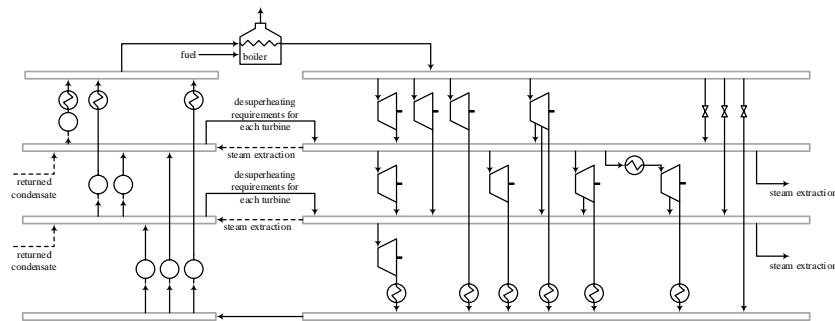 fuel
boiler
desuperheating
requirements for
each turbine
steam extraction
returned
condensate
desuperheating
requirements for
each turbine
steam extraction
steam extraction
returned
condensate
steam extraction